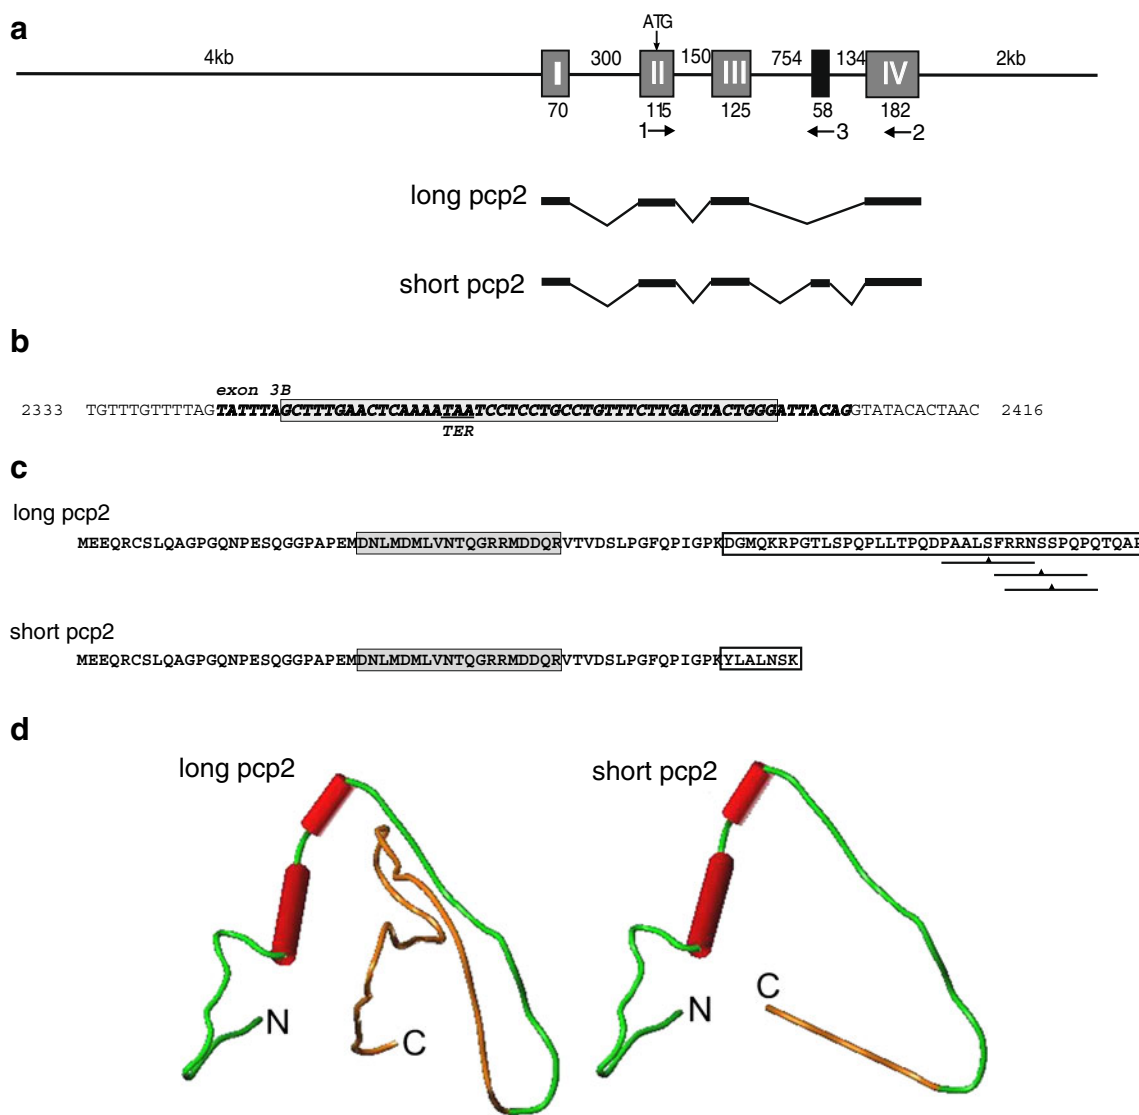 a
ATG
4kb 300 150 754 134 2kb
I II III IV
70 115 125 58 182
1 3 2
long pcp2
short pcp2
b
exon 3B
2333 TGTTTGTTTTAGTATTTAGCTTTGAACTCAAAATAATCCTCCTGCCTGTTTCTTGAGTACTGGGATTACAGGTATACACTAAC 2416
TER
c
long pcp2
MEEQRCSLQAGPGQNPESQGGPAPEMDNLMDMLVNTQGRRMDDQRVTVDSLPGFQPIGPKDGMQKRPGTLSPQPLLTPQDPAALSFRRNSSPQPQTQAP
short pcp2
MEEQRCSLQAGPGQNPESQGGPAPEMDNLMDMLVNTQGRRMDDQRVTVDSLPGFQPIGPKYLALNSK
d
long pcp2 short pcp2
N C N C